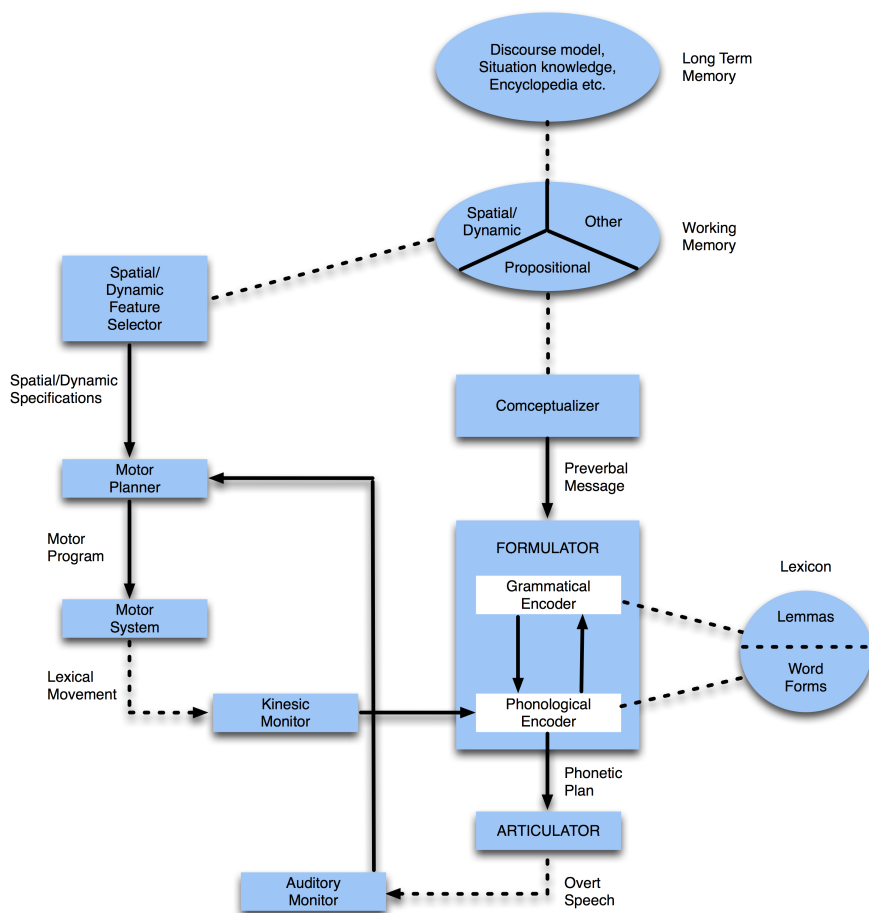 Discourse model,
Situation knowledge,
Encyclopedia etc.
Long Term
Memory
Spatial/
Dynamic
Other
Propositional
Working
Memory
Spatial/
Dynamic
Feature
Selector
Spatial/Dynamic
Specifications
Comceptualizer
Preverbal
Message
Motor
Planner
Motor
Program
FORMULATOR
Grammatical
Encoder
Lexicon
Lemmas
Word
Forms
Motor
System
Lexical
Movement
Kinesic
Monitor
Phonological
Encoder
Phonetic
Plan
ARTICULATOR
Overt
Speech
Auditory
Monitor